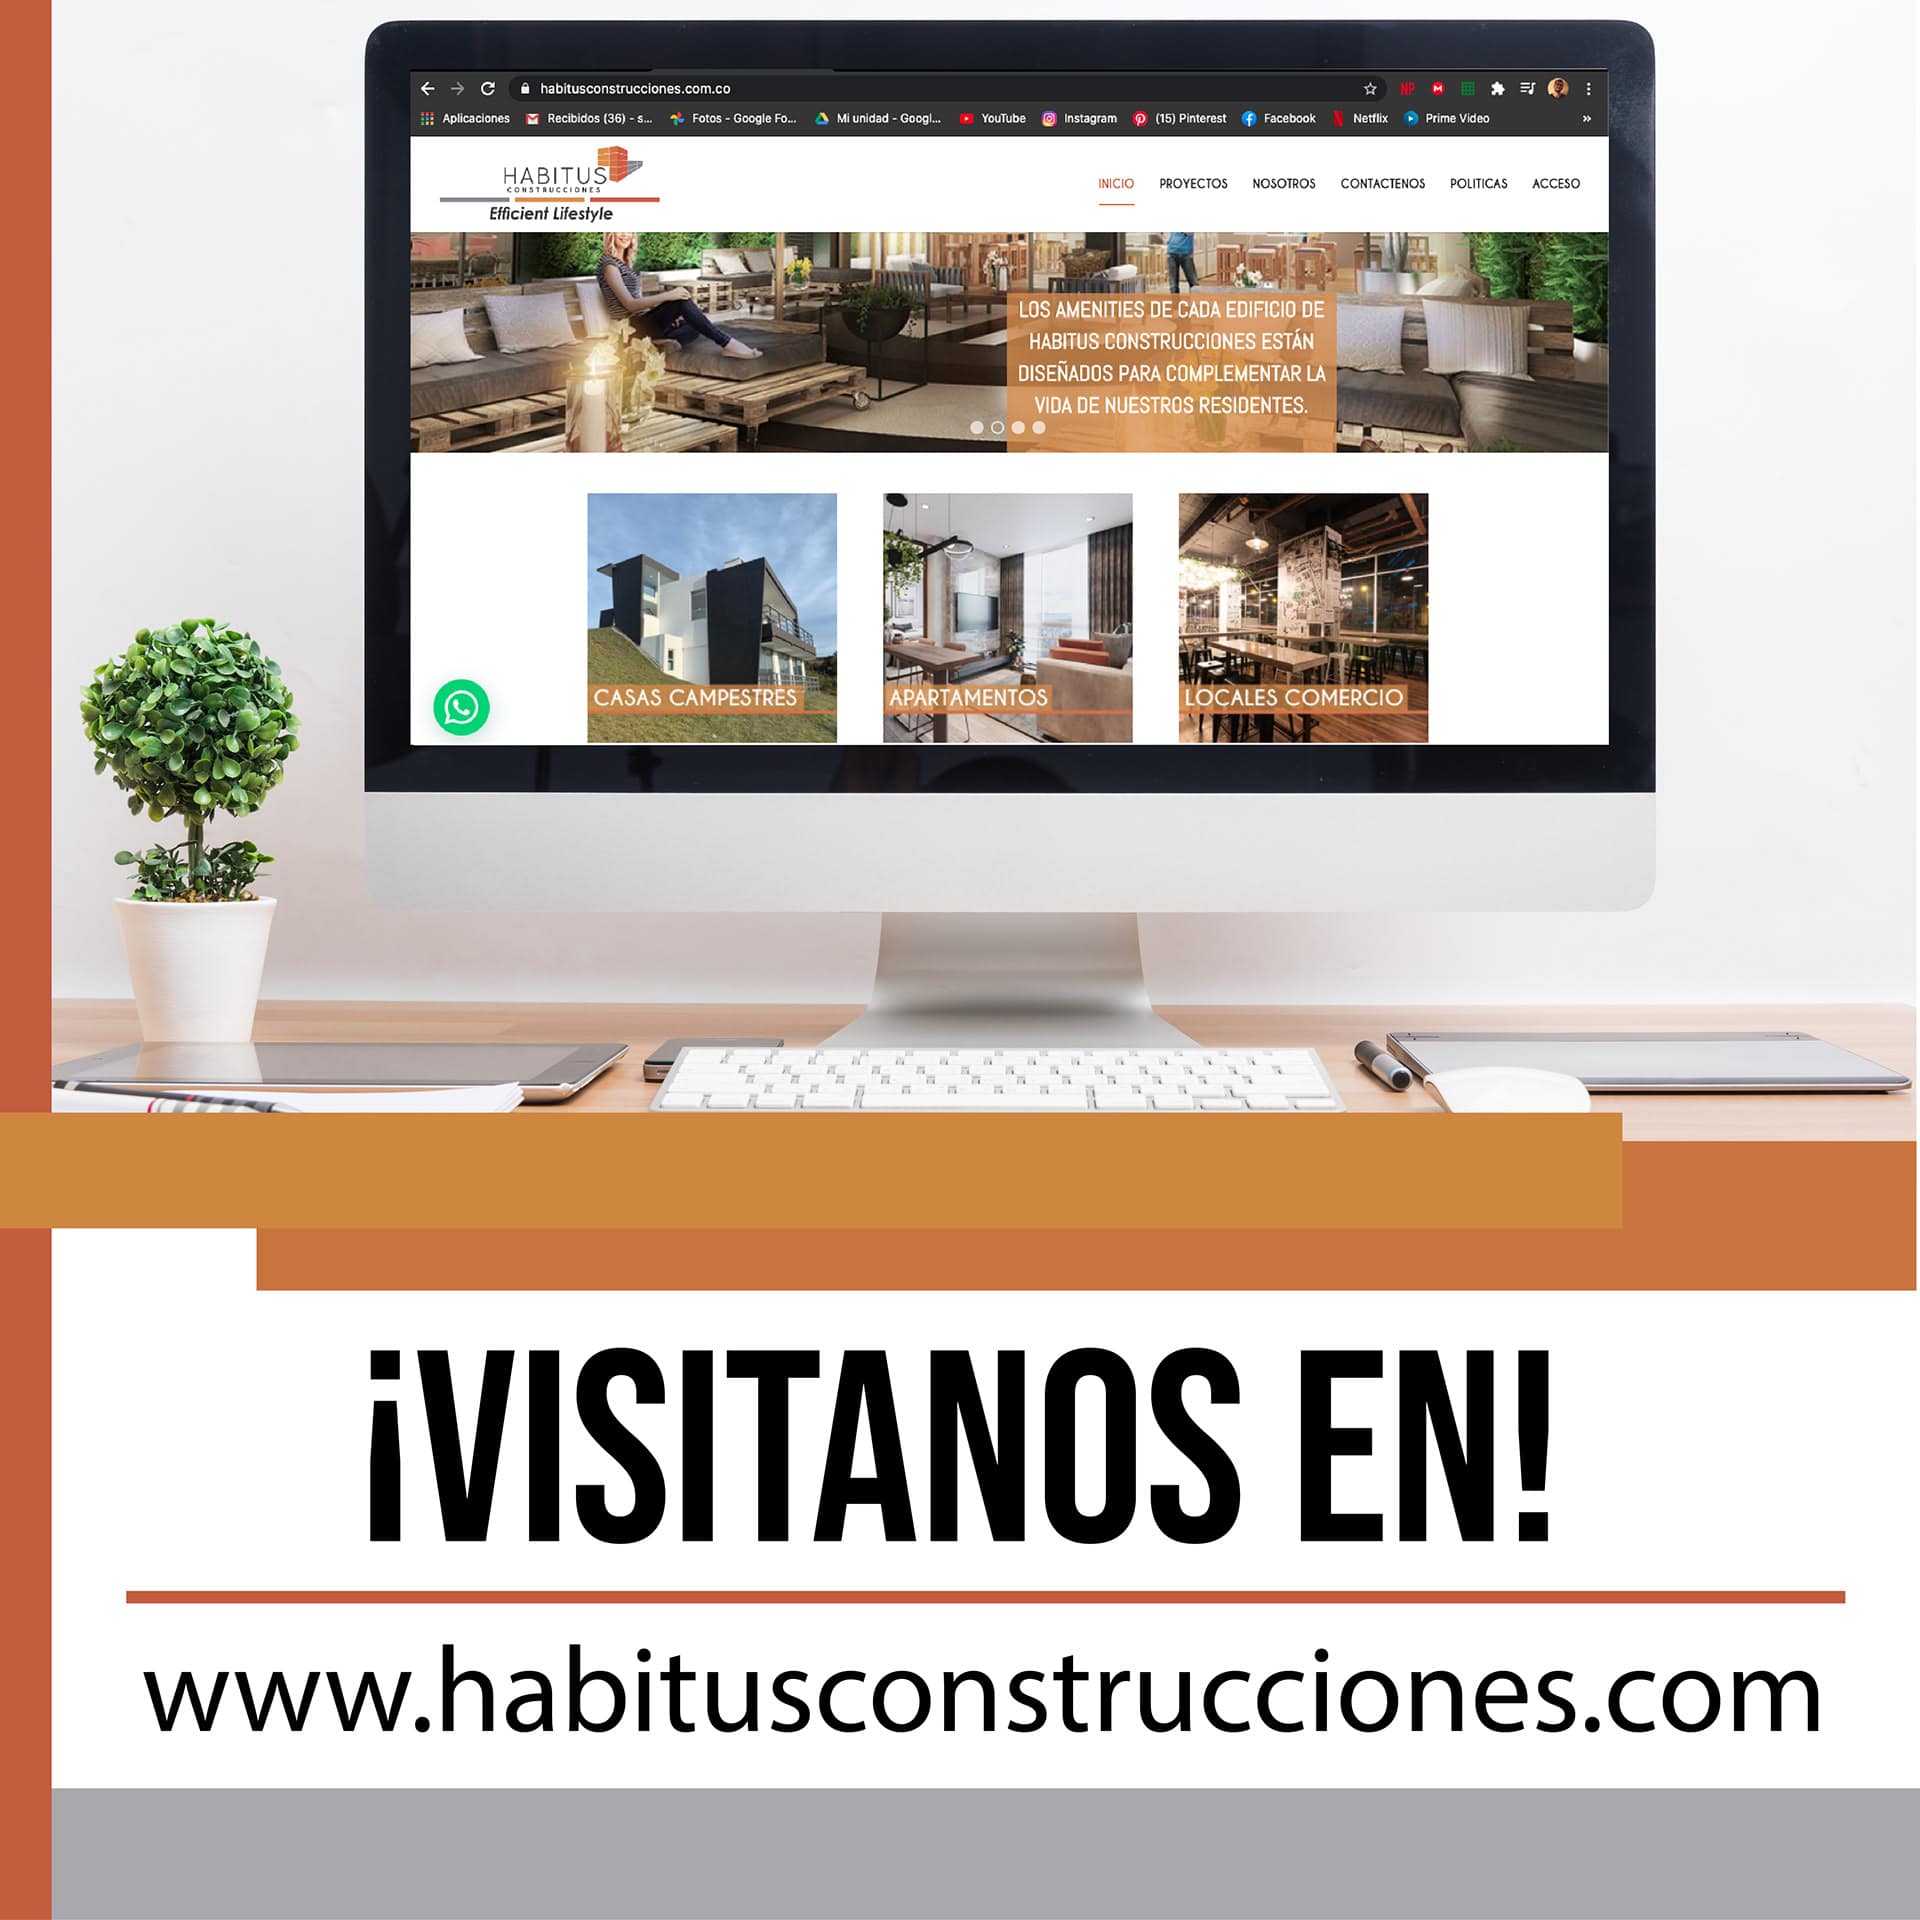 habitusconstrucciones.com.co
NP
Aplicaciones
Recibidos (36) - s...
Fotos - Google Fo...
Mi unidad - Googl...
YouTube
Instagram
(15) Pinterest
Facebook
Netflix
Prime Video
»
HABITUS
CONSTRUCCIONES
Efficient Lifestyle
INICIO
PROYECTOS
NOSOTROS
CONTACTENOS
POLITICAS
ACCESO
LOS AMENITIES DE CADA EDIFICIO DE
HABITUS CONSTRUCCIONES ESTÁN
DISEÑADOS PARA COMPLEMENTAR LA
VIDA DE NUESTROS RESIDENTES.
CASAS CAMPESTRES
APARTAMENTOS
LOCALES COMERCIO
¡VISITANOS EN!
www.habitusconstrucciones.com